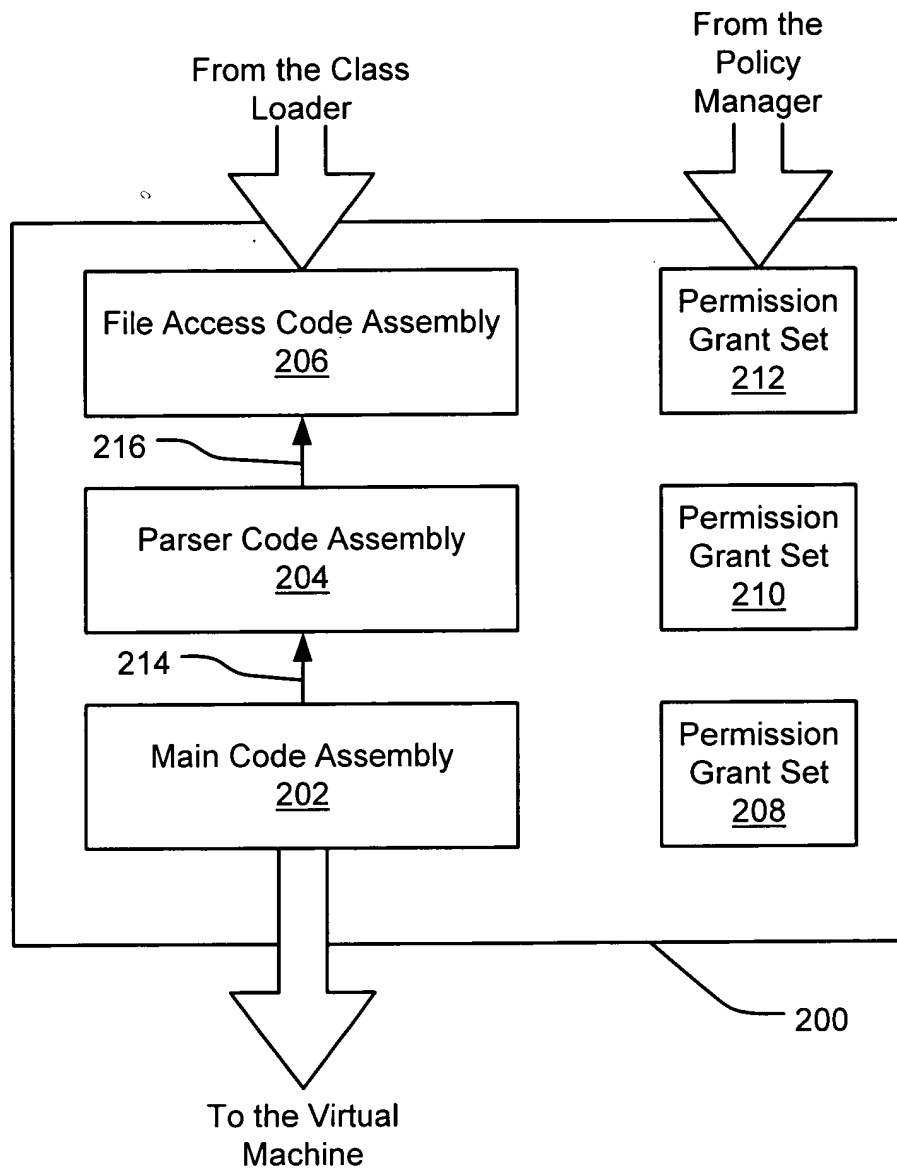 From the Class
Loader
From the
Policy
Manager
File Access Code Assembly
206
Permission
Grant Set
212
216
Parser Code Assembly
204
Permission
Grant Set
210
214
Main Code Assembly
202
Permission
Grant Set
208
200
To the Virtual
Machine